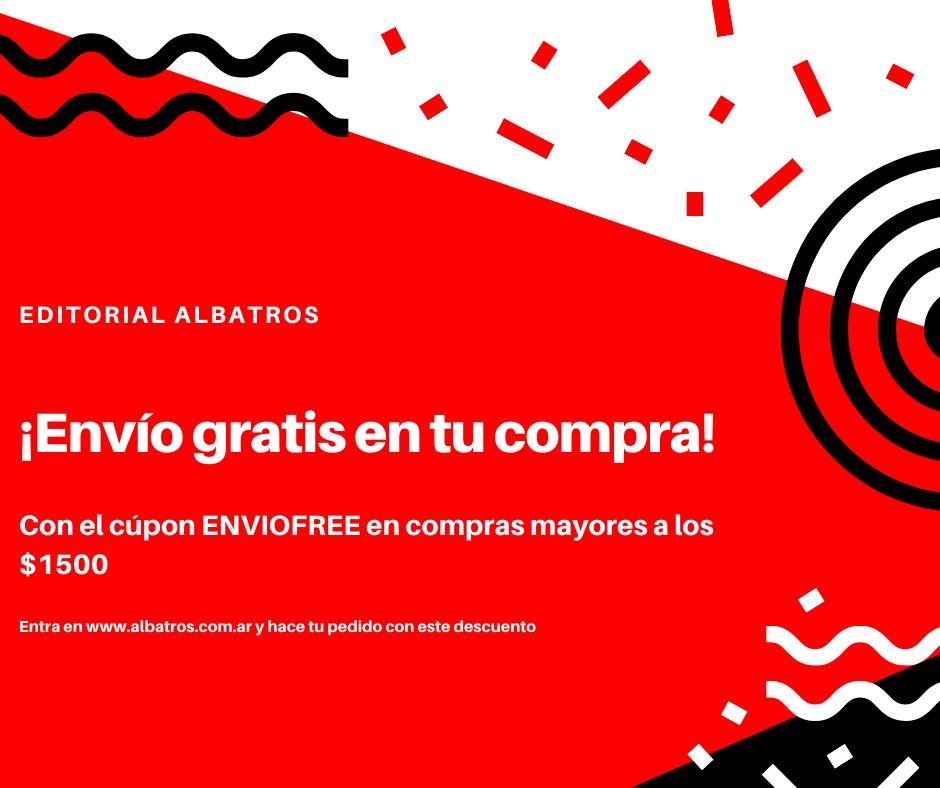 EDITORIAL ALBATROS
¡Envío gratis en tu compra!
Con el cúpon ENVIOFREE en compras mayores a los
$1500
Entra en www.albatros.com.ar y hace tu pedido con este descuento